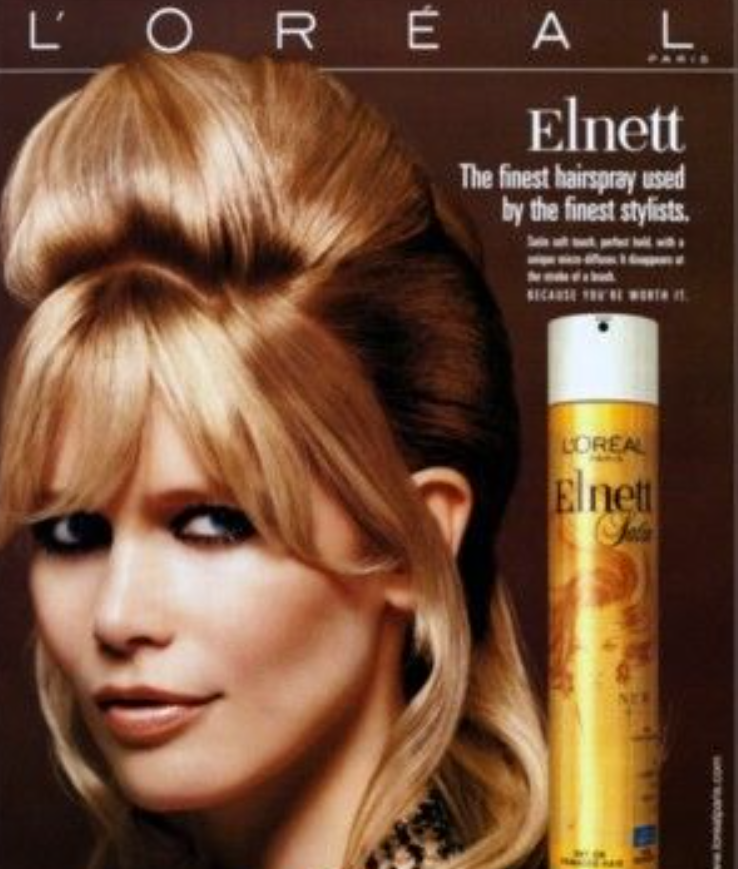 L'ORÉAL
PARIS
Elnett
The finest hairspray used
by the finest stylists.
Satin soft touch, perfect hold, with a
unique micro-diffuser. It disappears at
the stroke of a brush.
BECAUSE YOU'RE WORTH IT.
L'ORÉAL
PARIS
Elnett
Satin
NEW
www.lorealparis.com